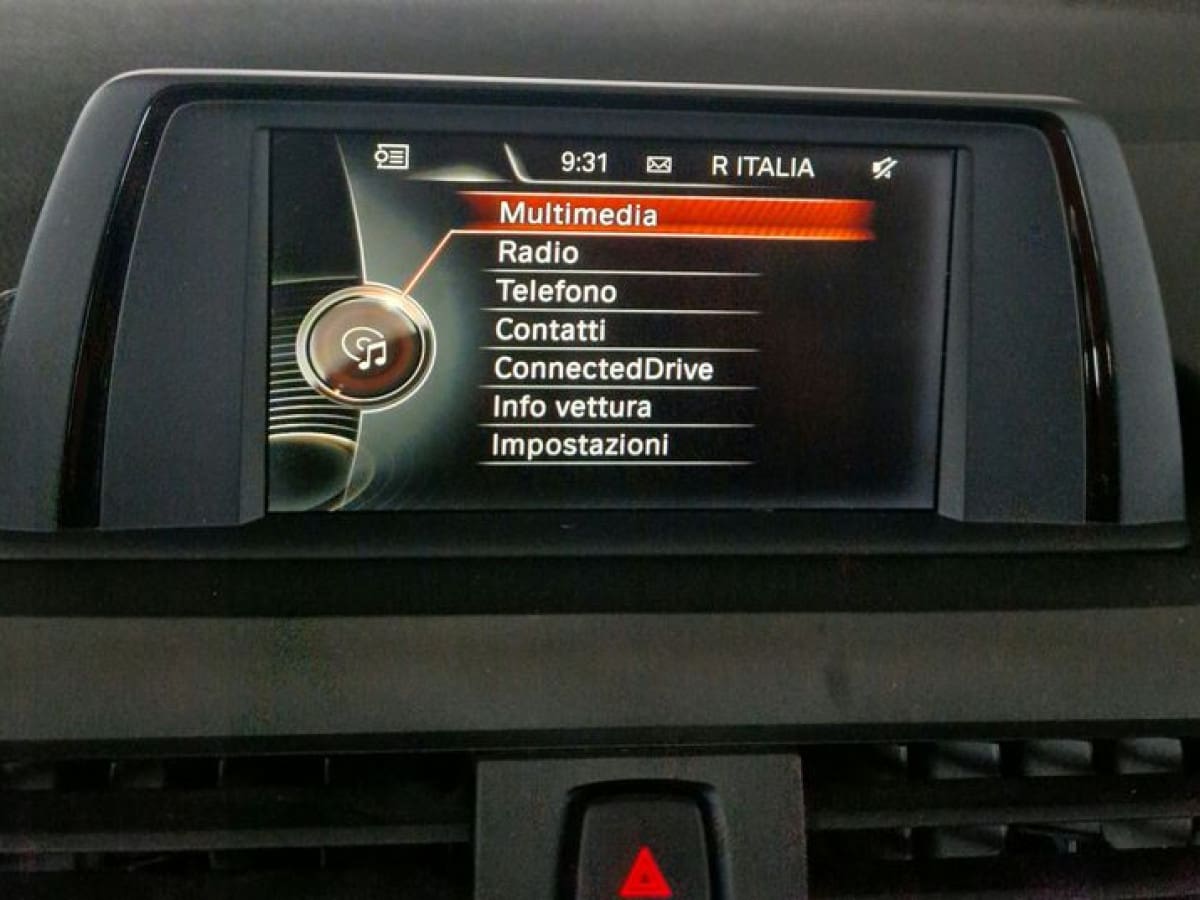 9:31 R ITALIA
Multimedia
Radio
Telefono
Contatti
ConnectedDrive
Info vettura
Impostazioni